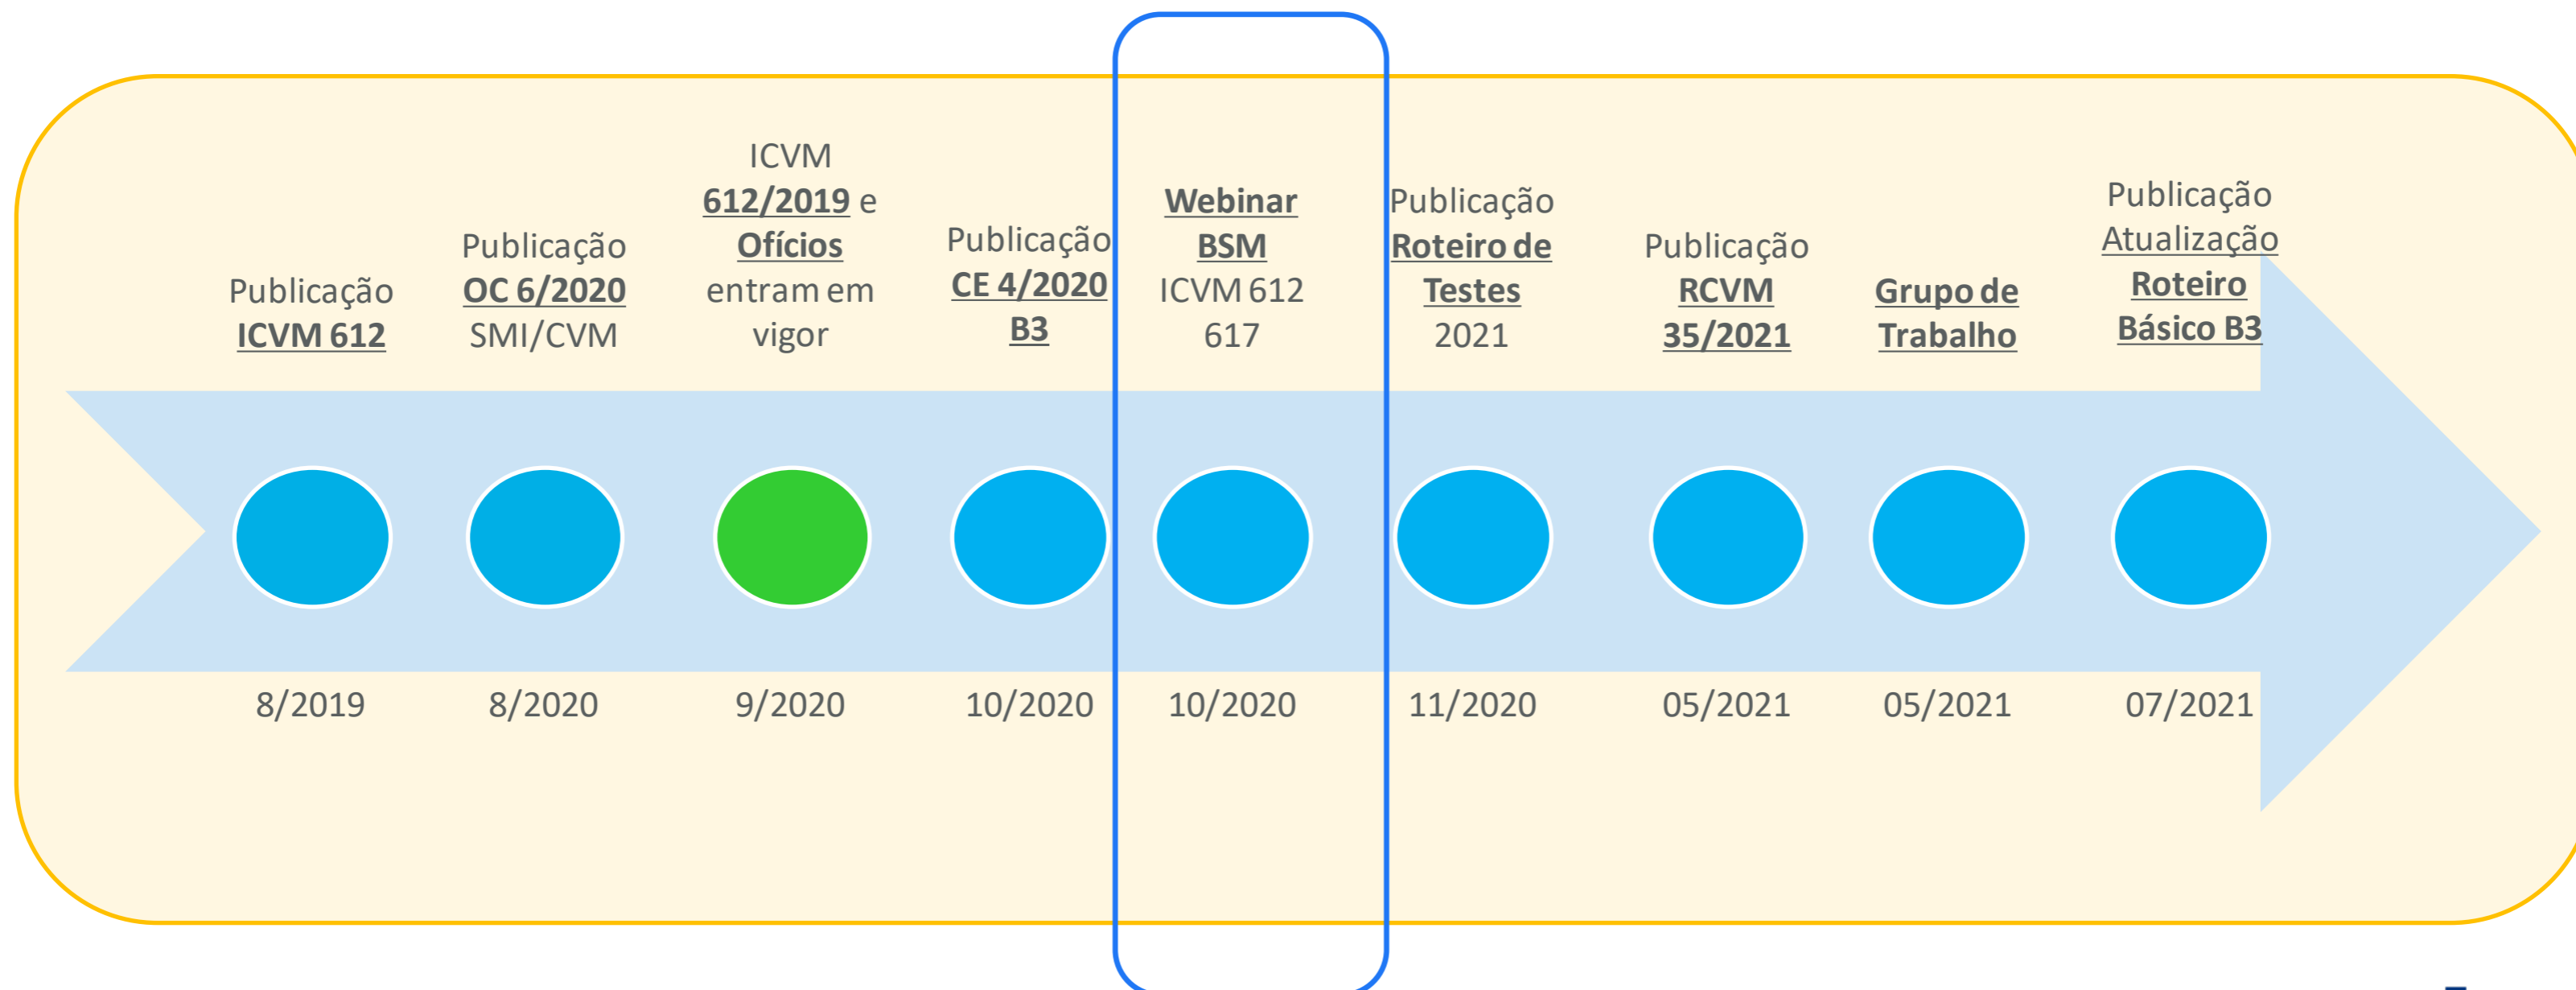 Publicação
ICVM 612
Publicação
OC 6/2020
SMI/CVM
ICVM
612/2019 e
Ofícios
entram em
vigor
Publicação
CE 4/2020
B3
Webinar
BSM
ICVM 612
617
Publicação
Roteiro de
Testes
2021
Publicação
RCVM
35/2021
Grupo de
Trabalho
Publicação
Atualização
Roteiro
Básico B3
8/2019
8/2020
9/2020
10/2020
10/2020
11/2020
05/2021
05/2021
07/2021